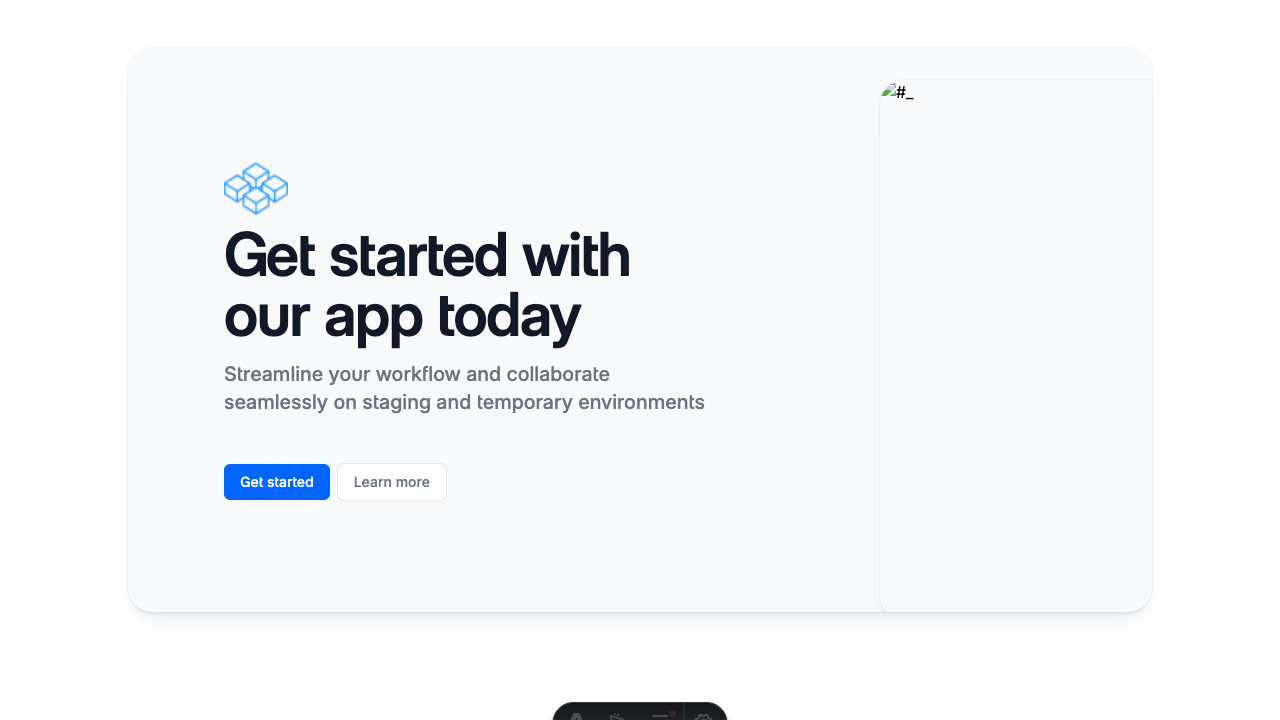 #_
Get started with
our app today
Streamline your workflow and collaborate
seamlessly on staging and temporary environments
Get started
Learn more